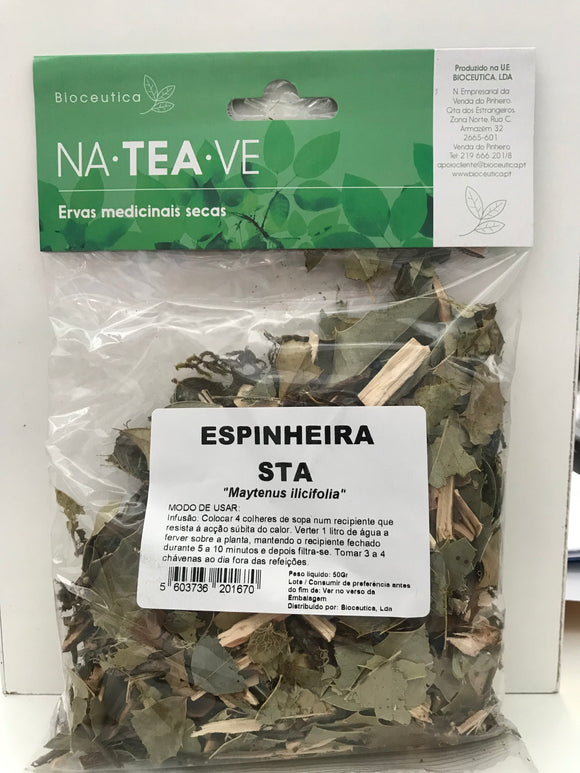 Bioceutica
NA•TEA•VE
Ervas medicinais secas
Produzido na U.E.
BIOCEUTICA, LDA
N. Empresarial da
Venda do Pinheiro
Qta dos Estrangeiros
Zona Norte, Rua C
Armazém 32
2665-601
Venda do Pinheiro
Tel: 219 666 201/8
apoiocliente@bioceutica.pt
www.bioceutica.pt
ESPINHEIRA
STA
"Maytenus ilicifolia"
MODO DE USAR:
Infusão: Colocar 4 colheres de sopa num recipiente que
resista á acção súbita do calor. Verter 1 litro de água a
ferver sobre a planta, mantendo o recipiente fechado
durante 5 a 10 minutos e depois filtra-se. Tomar 3 a 4
chávenas ao dia fora das refeições.
5 603736 201670
Peso líquido: 50Gr
Lote / Consumir de preferência antes
do fim de: Ver no verso da
Embalagem
Distribuido por: Bioceutica, Lda